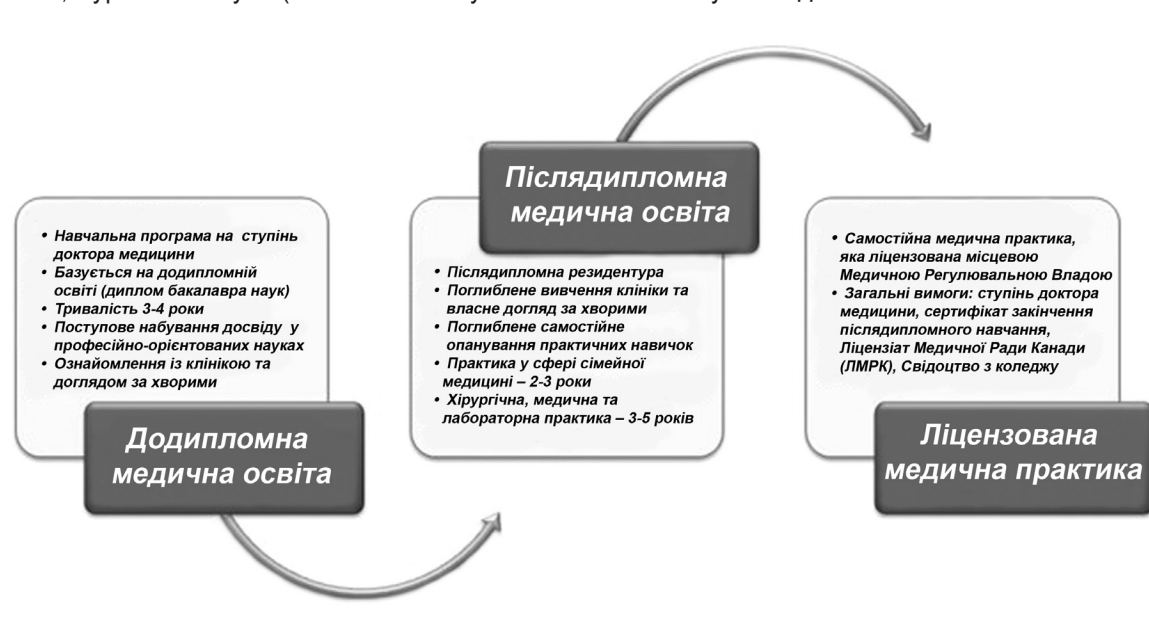 • Навчальна програма на ступінь
доктора медицини
• Базується на додипломній
освіті (диплом бакалавра наук)
• Тривалість 3-4 роки
• Поступове набування досвіду у
професійно-орієнтованих науках
• Ознайомлення із клінікою та
доглядом за хворими
Додипломна
медична освіта
Післядипломна
медична освіта
• Післядипломна резидентура
• Поглиблене вивчення клініки та
власне догляд за хворими
• Поглиблене самостійне
опанування практичних навичок
• Практика у сфері сімейної
медицині – 2-3 роки
• Хірургічна, медична та
лабораторна практика – 3-5 років
• Самостійна медична практика,
яка ліцензована місцевою
Медичною Регулювальною Владою
• Загальні вимоги: ступінь доктора
медицини, сертифікат закінчення
післядипломного навчання,
Ліцензіат Медичної Ради Канади
(ЛМРК), Свідоцтво з коледжу
Ліцензована
медична практика